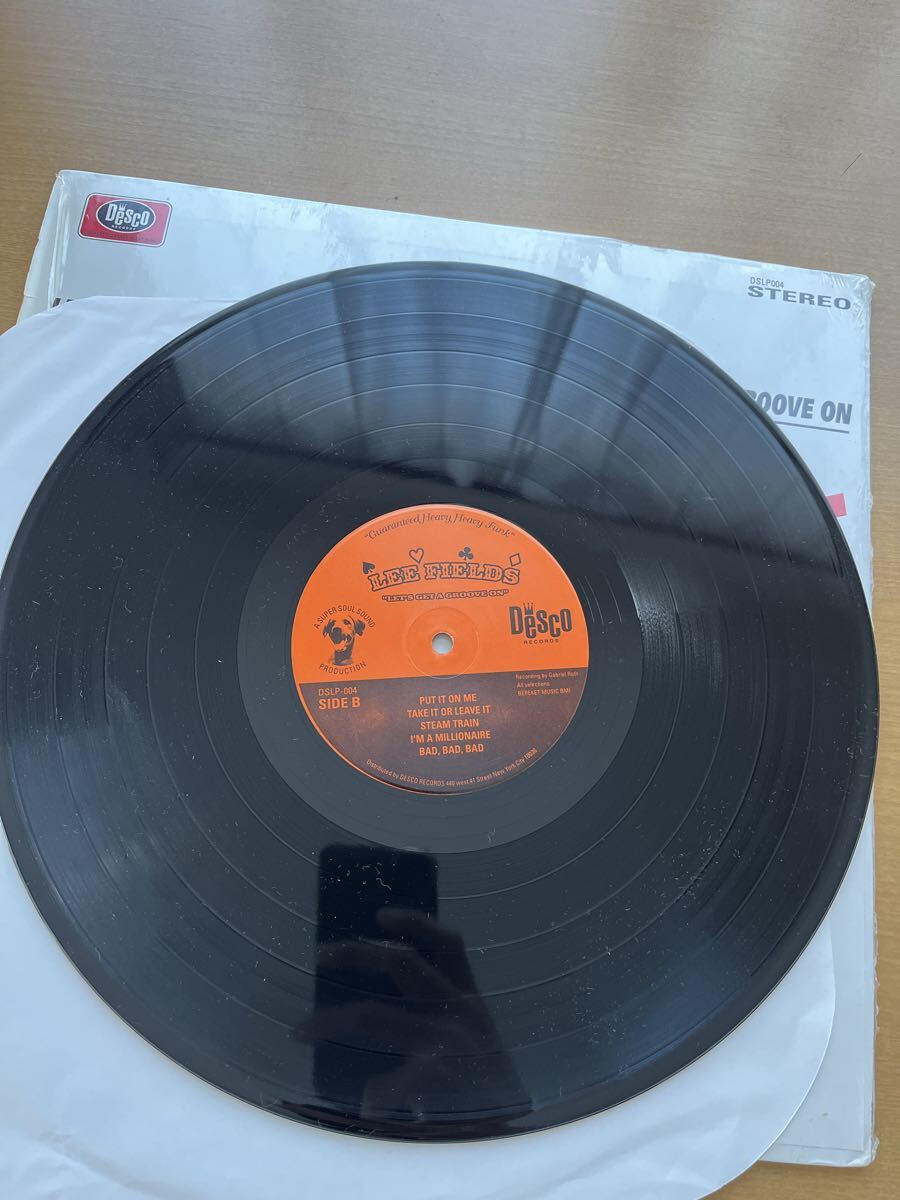 Desco
RECORDS
DSLP004
STEREO
ROOVE ON
"Guaranteed Heavy, Heavy Funk"
LEE FIELDS
"LET'S GET A GROOVE ON"
A SUPER SOUL SOUND
PRODUCTION
Desco
RECORDS
DSLP-004
SIDE B
Recording by Gabriel Roth
All selections
BEREKET MUSIC BMI
PUT IT ON ME
TAKE IT OR LEAVE IT
STEAM TRAIN
I'M A MILLIONAIRE
BAD, BAD, BAD
Distributed by DESCO RECORDS 440 west 41 Street New York City 10036